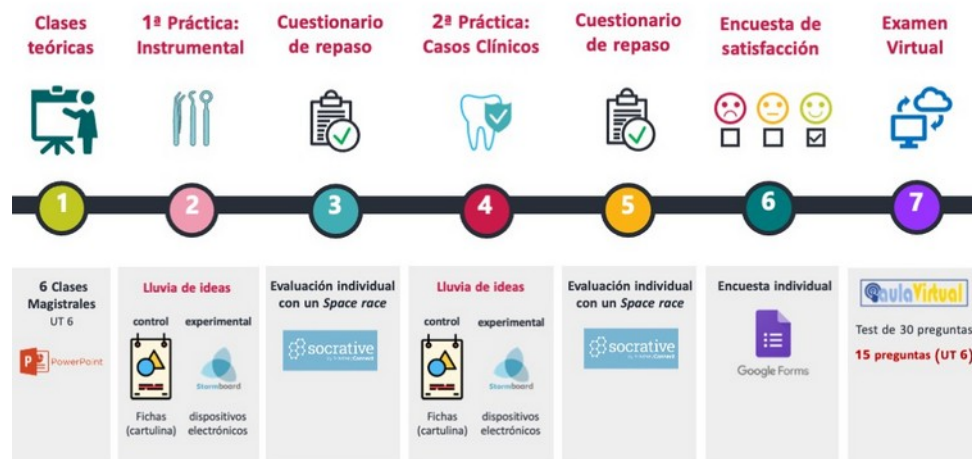 Clases
teóricas
1ª Práctica:
Instrumental
Cuestionario
de repaso
2ª Práctica:
Casos Clínicos
Cuestionario
de repaso
Encuesta de
satisfacción
Examen
Virtual
1
2
3
4
5
6
7
6 Clases
Magistrales
UT 6
P
PowerPoint
Lluvia de ideas
control
experimental
Stormboard
Fichas
(cartulina)
dispositivos
electrónicos
Evaluación individual
con un Space race
socrative
Lluvia de ideas
control
experimental
Stormboard
Fichas
(cartulina)
dispositivos
electrónicos
Evaluación individual
con un Space race
socrative
Encuesta individual
Google Forms
aulaVirtual
Test de 30 preguntas
15 preguntas (UT 6)